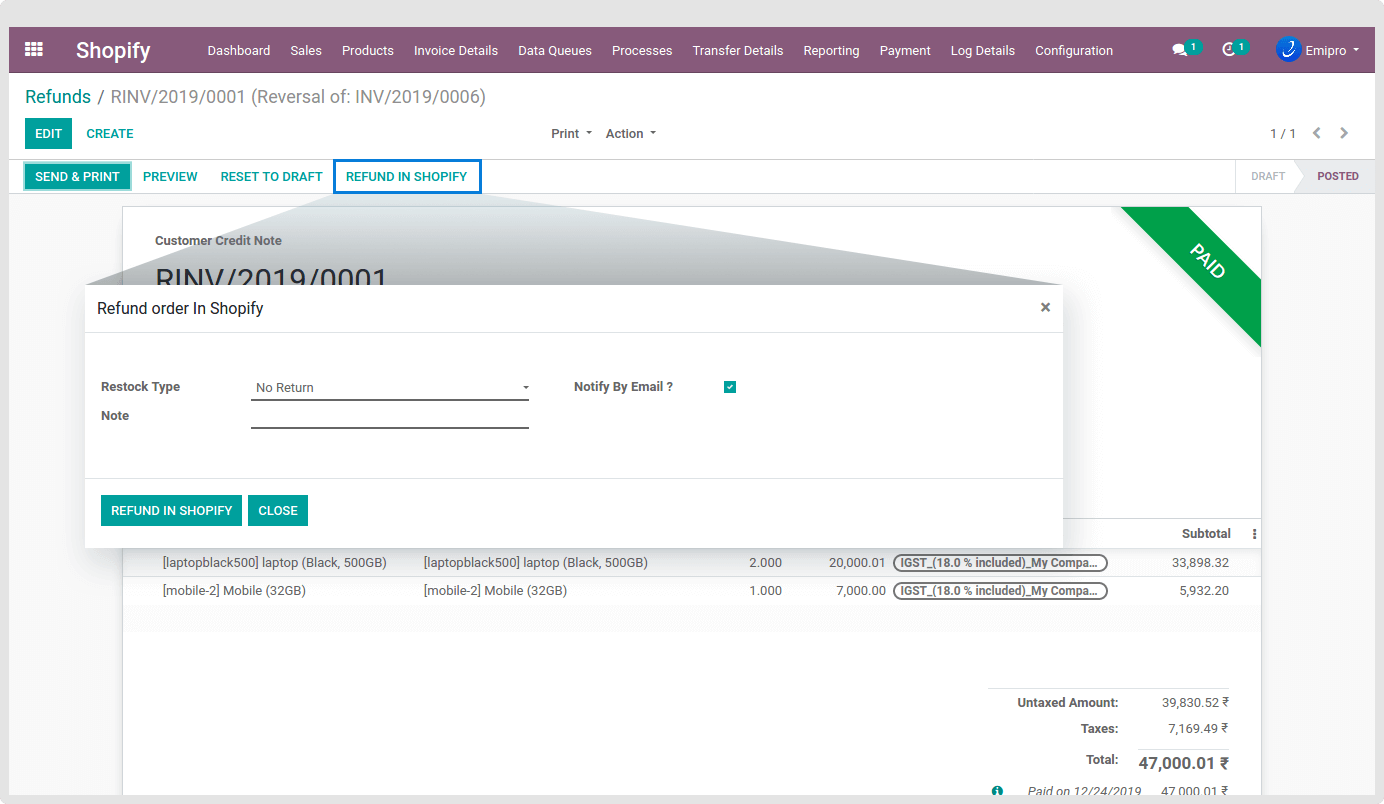 Shopify Dashboard Sales Products Invoice Details Data Queues Processes Transfer Details Reporting Payment Log Details Configuration 1 1 Emipro
Refunds / RINV/2019/0001 (Reversal of: INV/2019/0006)
EDIT CREATE Print Action 1 / 1
SEND & PRINT PREVIEW RESET TO DRAFT REFUND IN SHOPIFY DRAFT POSTED
Customer Credit Note
PAID
RINV/2019/0001
Refund order In Shopify ×
Restock Type No Return Notify By Email ?
Note
REFUND IN SHOPIFY CLOSE
Subtotal
[laptopblack500] laptop (Black, 500GB) [laptopblack500] laptop (Black, 500GB) 2.000 20,000.01 IGST_(18.0 % included)_My Compa... 33,898.32
[mobile-2] Mobile (32GB) [mobile-2] Mobile (32GB) 1.000 7,000.00 IGST_(18.0 % included)_My Compa... 5,932.20
Untaxed Amount: 39,830.52 ₹
Taxes: 7,169.49 ₹
Total: 47,000.01 ₹
Paid on 12/24/2019 47,000.01 ₹